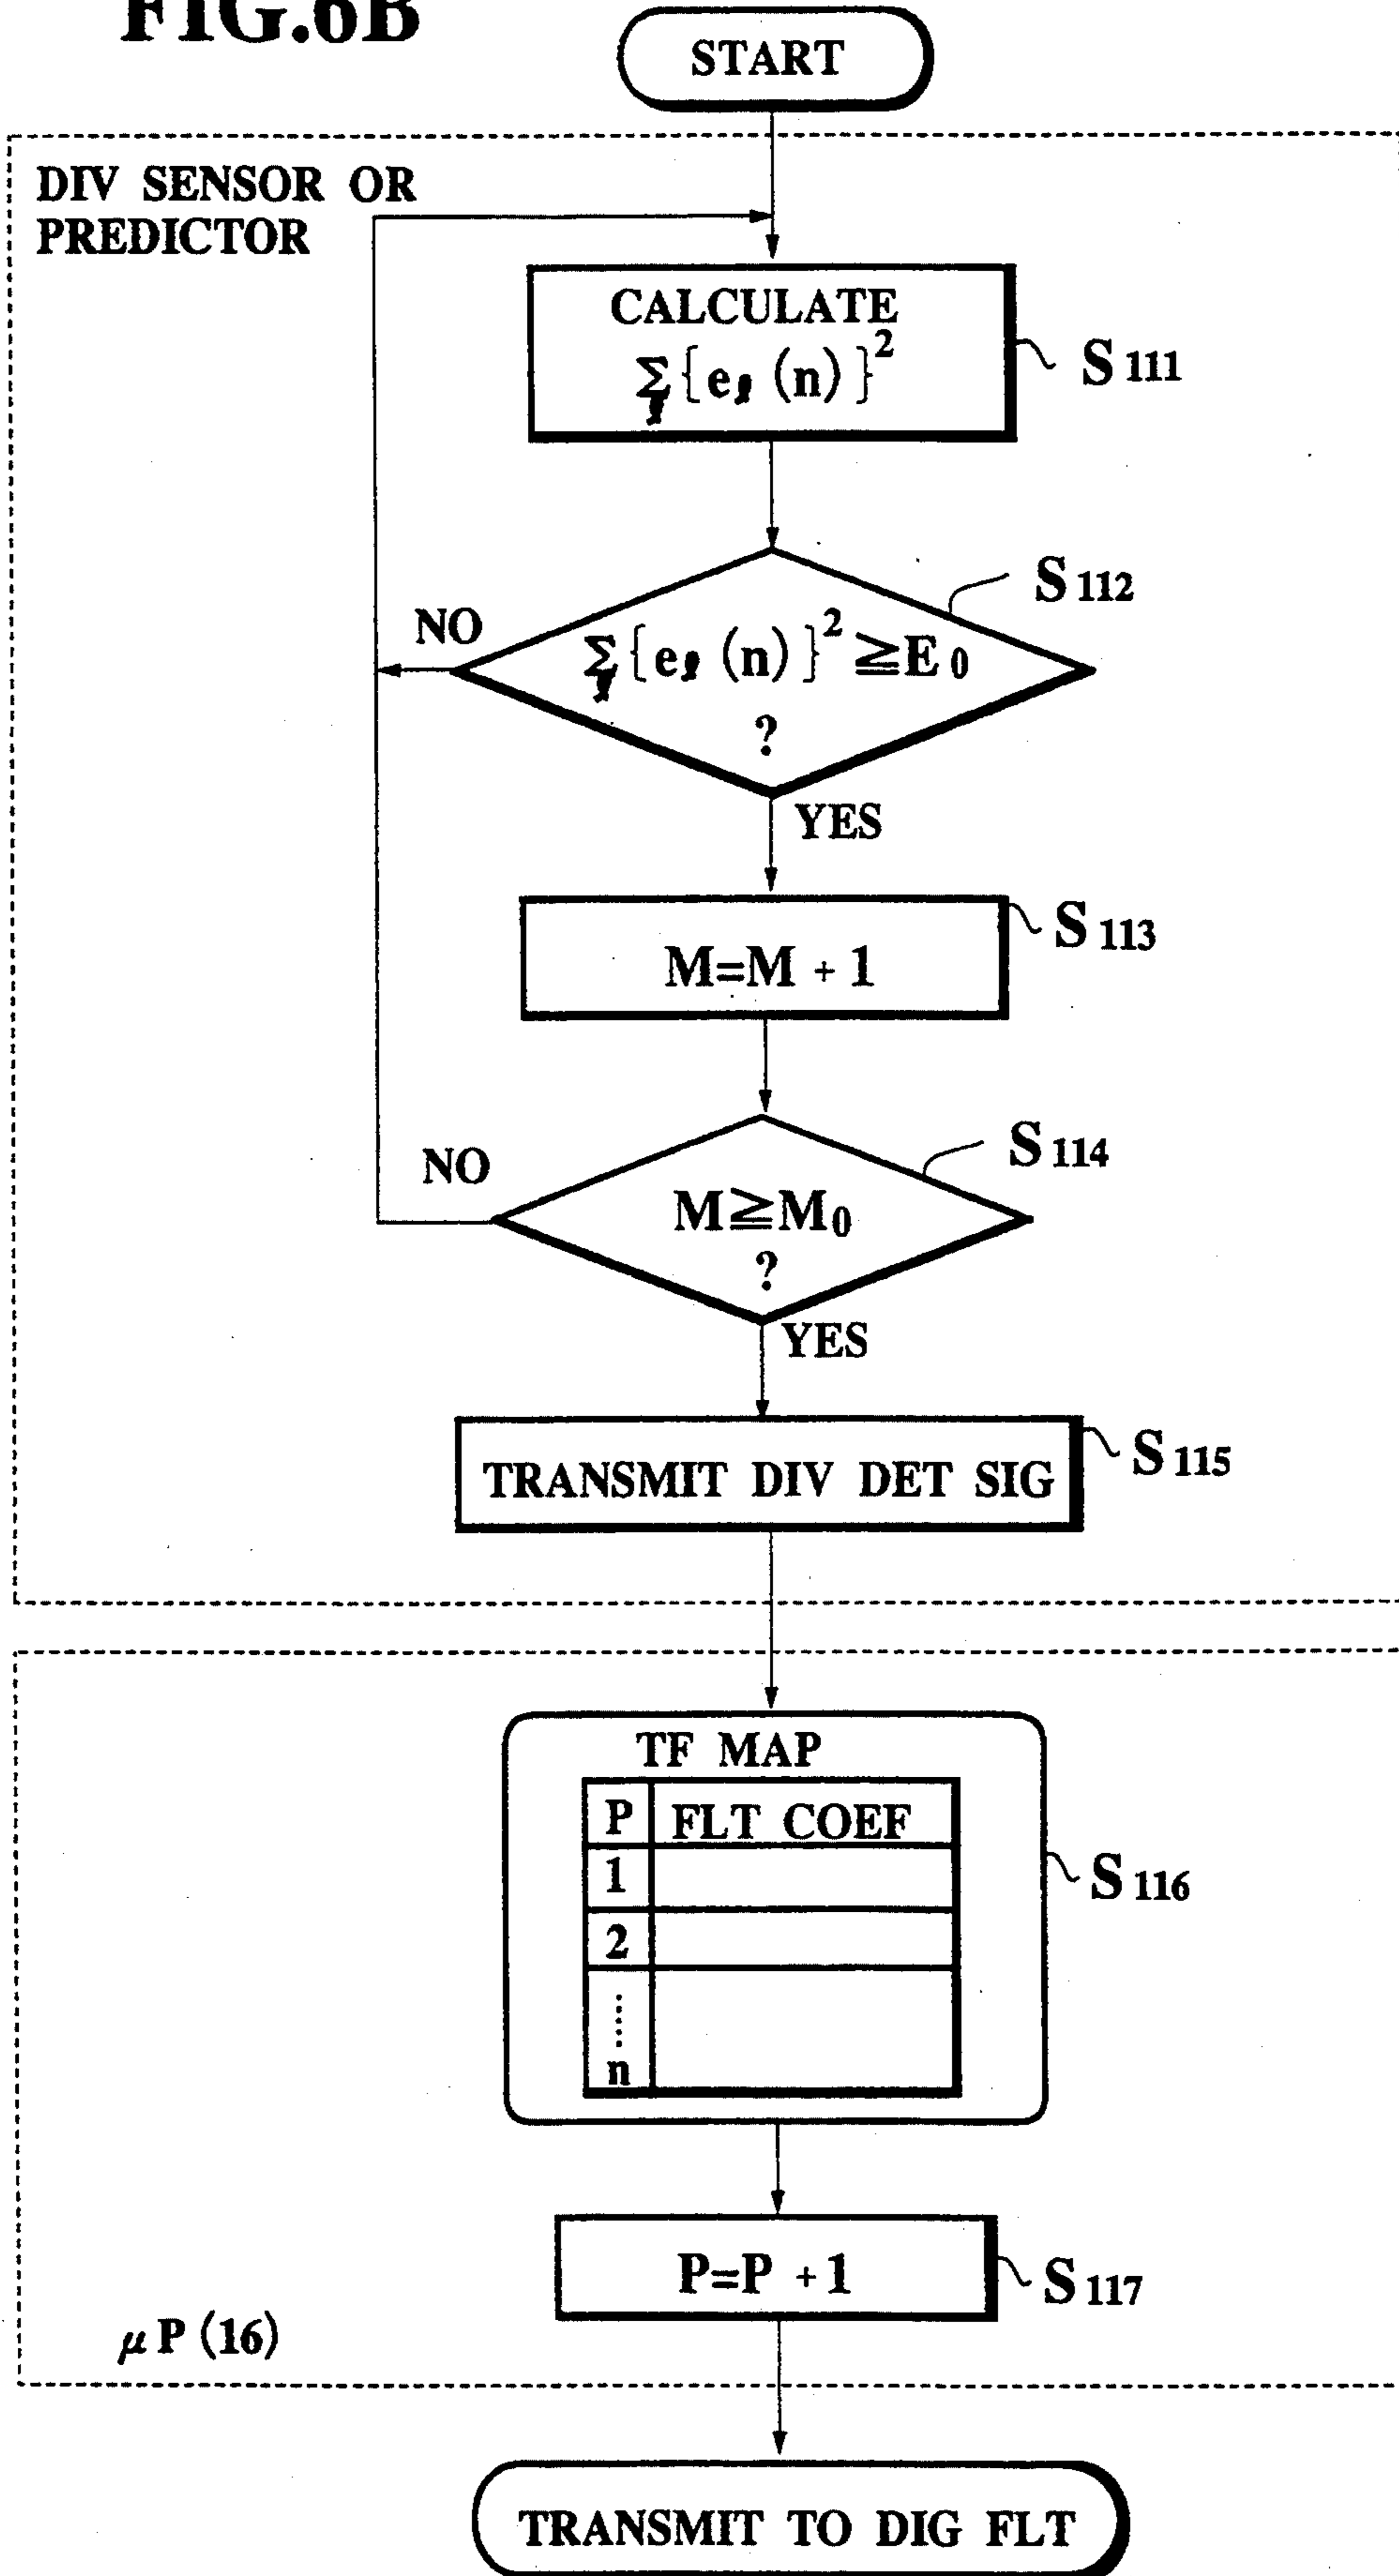 FIG.6B
START
DIV SENSOR OR
PREDICTOR
CALCULATE
Σ{e (n)}²
S111
S112
NO
Σ{e (n)}² ≧E0
?
YES
S113
M=M + 1
S114
NO
M≧M0
?
YES
TRANSMIT DIV DET SIG
S115
TF MAP
P FLT COEF
1
2
n
S116
P=P + 1
S117
μP(16)
TRANSMIT TO DIG FLT